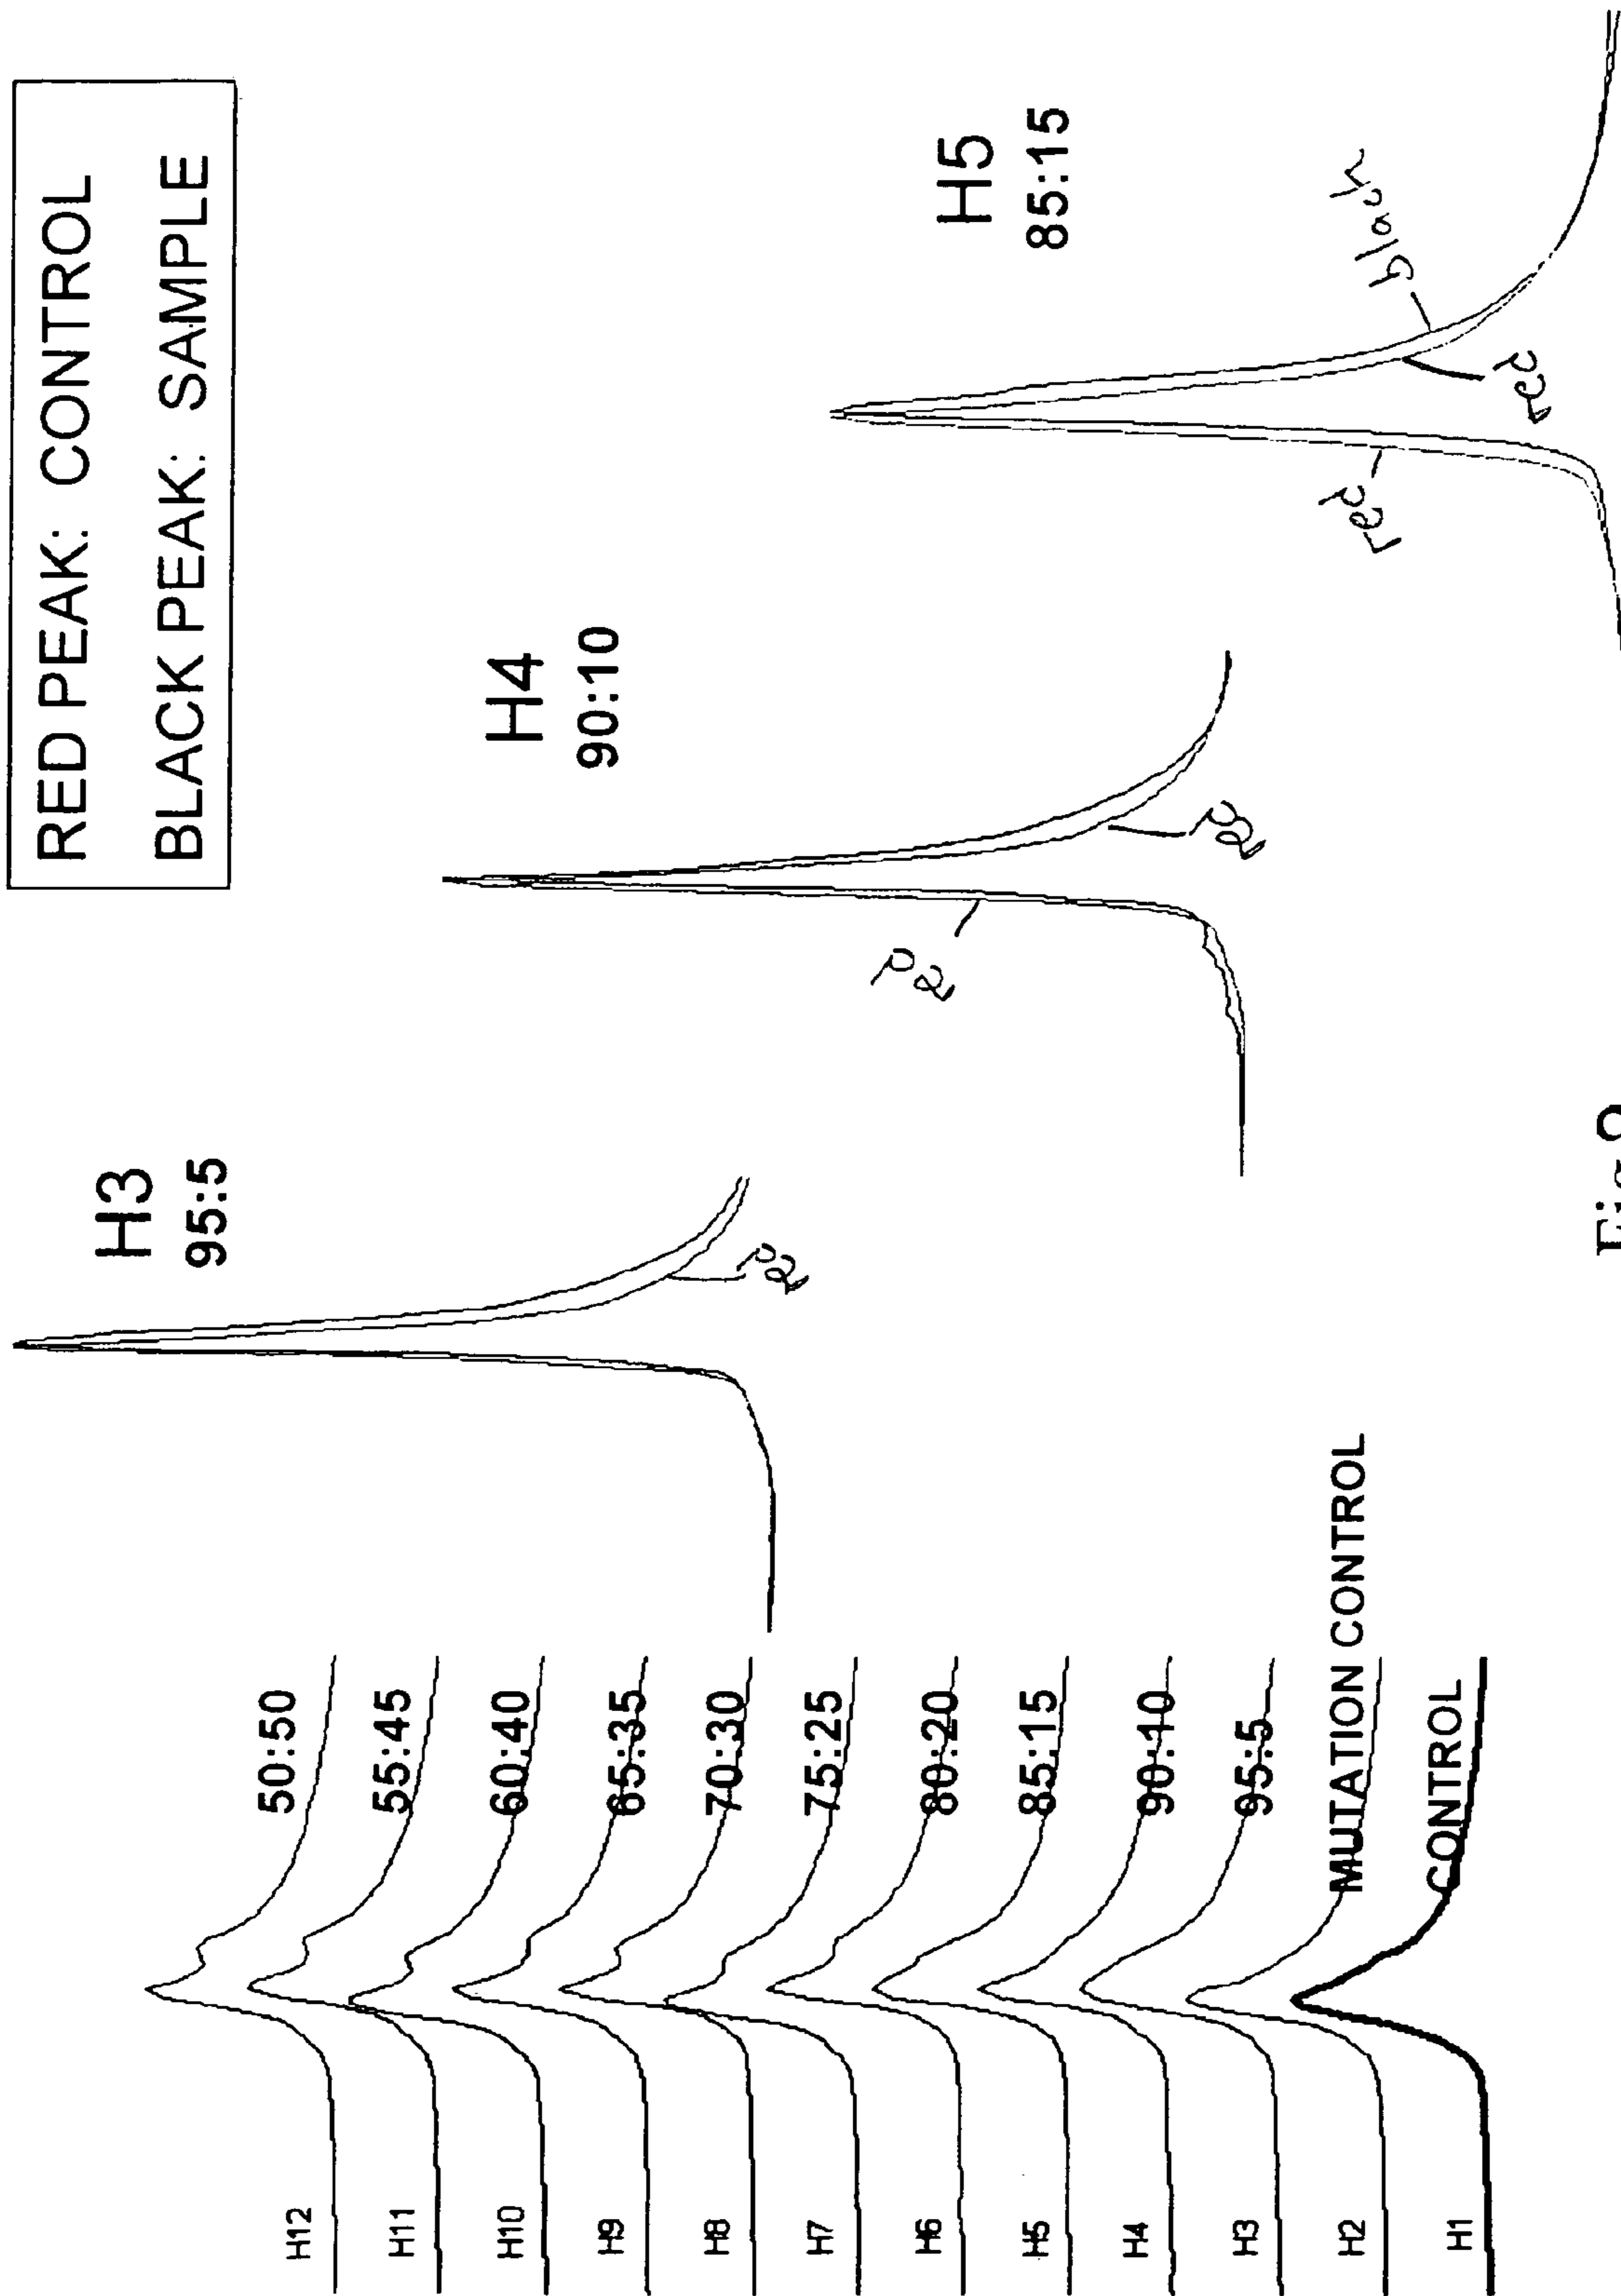 RED PEAK: CONTROL
BLACK PEAK: SAMPLE
H3
95:5
red
H4
90:10
red
red
H5
85:15
black
red
red
H12
50:50
H11
55:45
H10
60:40
H9
65:35
H8
70:30
H7
75:25
H6
80:20
H5
85:15
H4
90:10
H3
95:5
H2
MUTATION CONTROL
H1
CONTROL